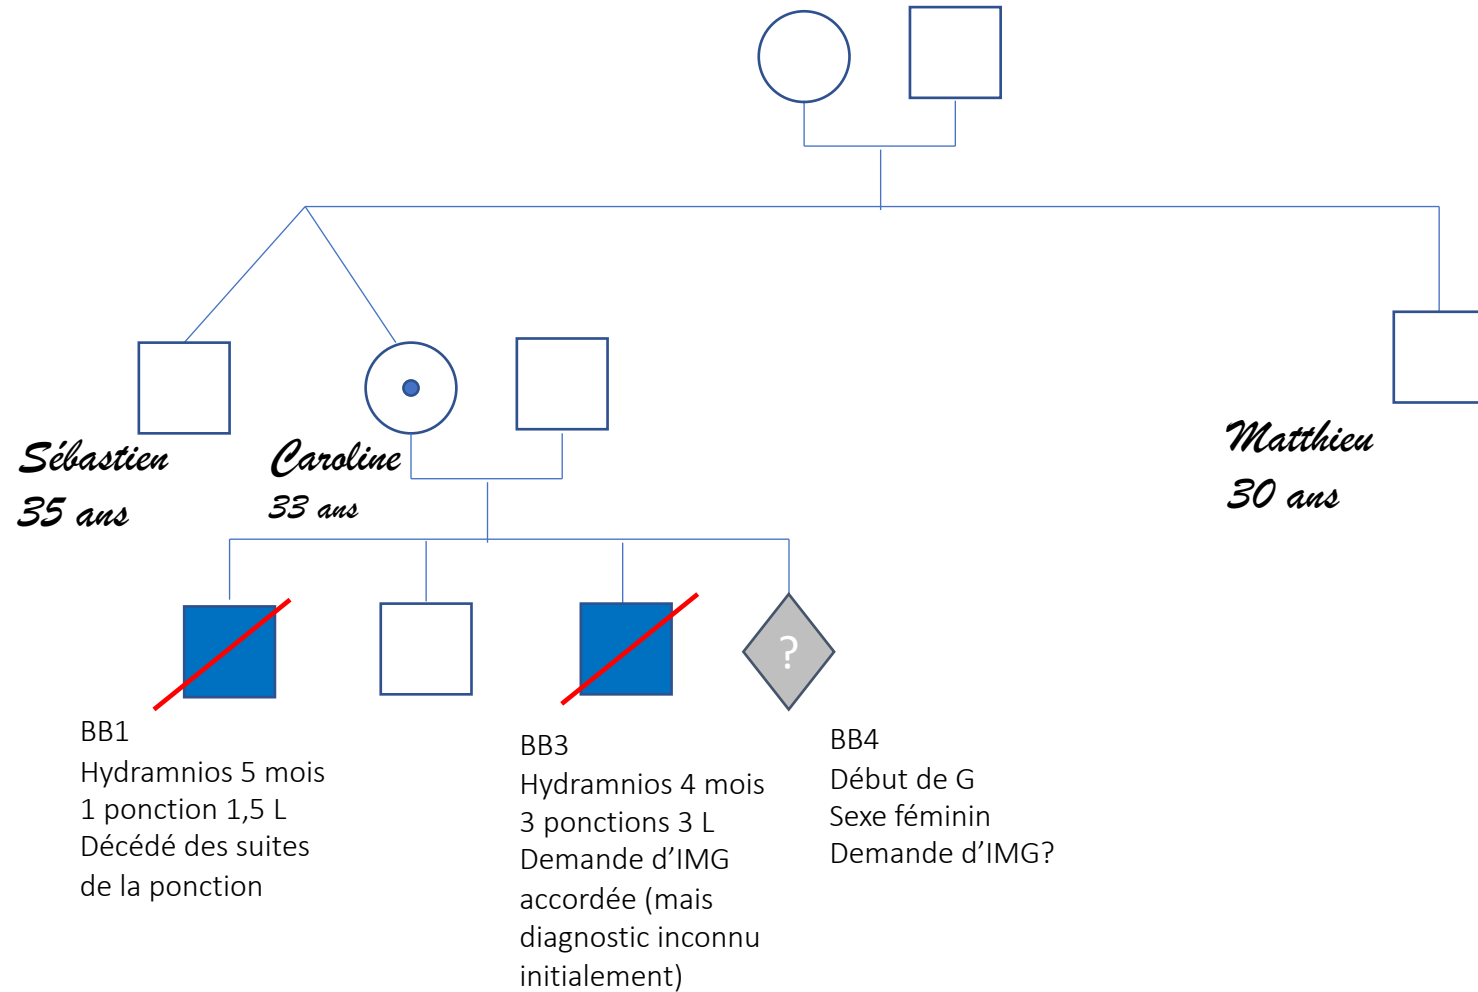 Sébastien
35 ans
Caroline
33 ans
Matthieu
30 ans
?
BB1
Hydramnios 5 mois
1 ponction 1,5 L
Décédé des suites
de la ponction
BB3
Hydramnios 4 mois
3 ponctions 3 L
Demande d’IMG
accordée (mais
diagnostic inconnu
initialement)
BB4
Début de G
Sexe féminin
Demande d’IMG?